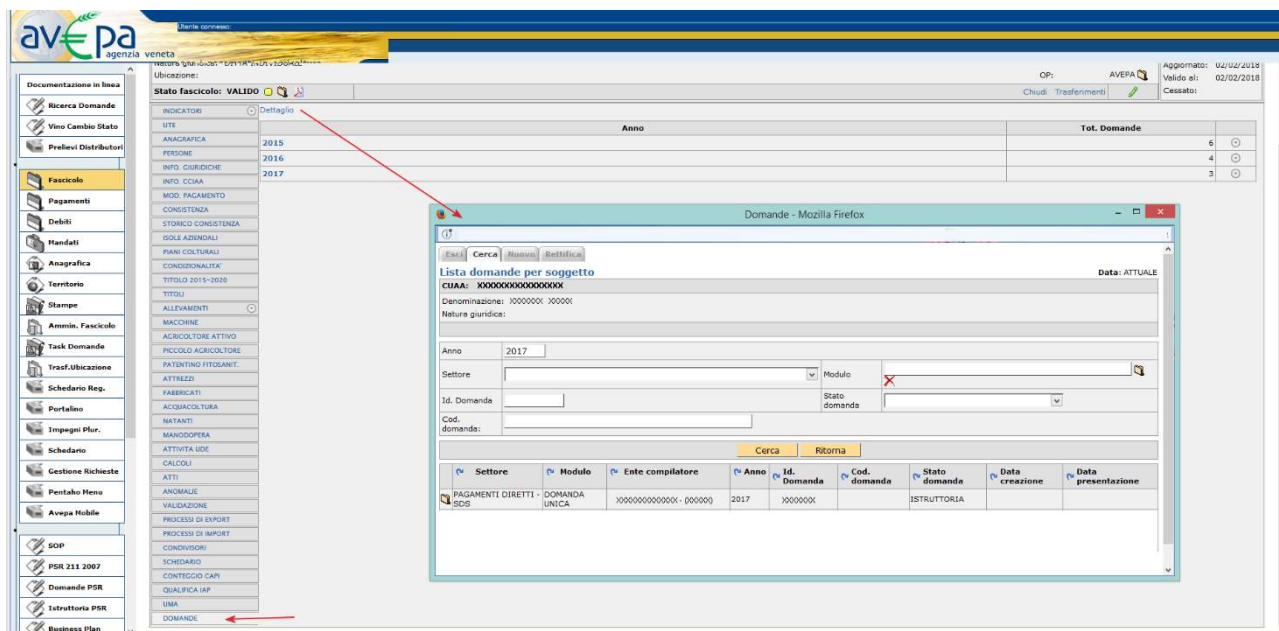 avepa
agenzia veneta
Utente connesso:
Ubicazione:
OP: AVEPA
Aggiornato: 02/02/2018
Valido al: 02/02/2018
Stato fascicolo: VALIDO
Chiudi Trasferimenti
Cessato:
Documentazione in linea
Ricerca Domande
Vino Cambio Stato
Prelievi Distributori
Fascicolo
Pagamenti
Debiti
Mandati
Anagrafica
Territorio
Stampe
Ammin. Fascicolo
Task Domande
Trasf.Ubicazione
Schedario Reg.
Portalino
Impegni Plur.
Schedario
Gestione Richieste
Pentaho Menu
Avepa Mobile
SOP
PSR 211 2007
Domande PSR
Istruttoria PSR
Business Plan
INDICATORI
UTE
ANAGRAFICA
PERSONE
INFO. GIURIDICHE
INFO. CCIAA
MOD. PAGAMENTO
CONSISTENZA
STORICO CONSISTENZA
ISOLE AZIENDALI
PIANI COLTURALI
CONDIZIONALITA'
TITOLO 2015-2020
TITOLI
ALLEVAMENTI
MACCHINE
AGRICOLTORE ATTIVO
PICCOLO AGRICOLTORE
PATENTINO FITOSANIT.
ATTREZZI
FABBRICATI
ACQUACOLTURA
NATANTI
MANODOPERA
ATTIVITA UDE
CALCOLI
ATTI
ANOMALIE
VALIDAZIONE
PROCESSI DI EXPORT
PROCESSI DI IMPORT
CONDIVISORI
SCHEDARIO
CONTEGGIO CAPI
QUALIFICA IAP
UMA
DOMANDE
Dettaglio
Anno Tot. Domande
2015 6
2016 4
2017 3
Domande - Mozilla Firefox
Esci Cerca Nuovo Rettifica
Lista domande per soggetto Data: ATTUALE
CUAA: XXXXXXXXXXXXXXXX
Denominazione: XXXXXXX XXXXX
Natura giuridica:
Anno 2017
Settore Modulo
Id. Domanda Stato domanda
Cod. domanda:
Cerca Ritorna
Settore Modulo Ente compilatore Anno Id. Domanda Cod. domanda Stato domanda Data creazione Data presentazione
PAGAMENTI DIRETTI - SDS DOMANDA UNICA XXXXXXXXXXXXX - (XXXXX) 2017 XXXXXXX ISTRUTTORIA